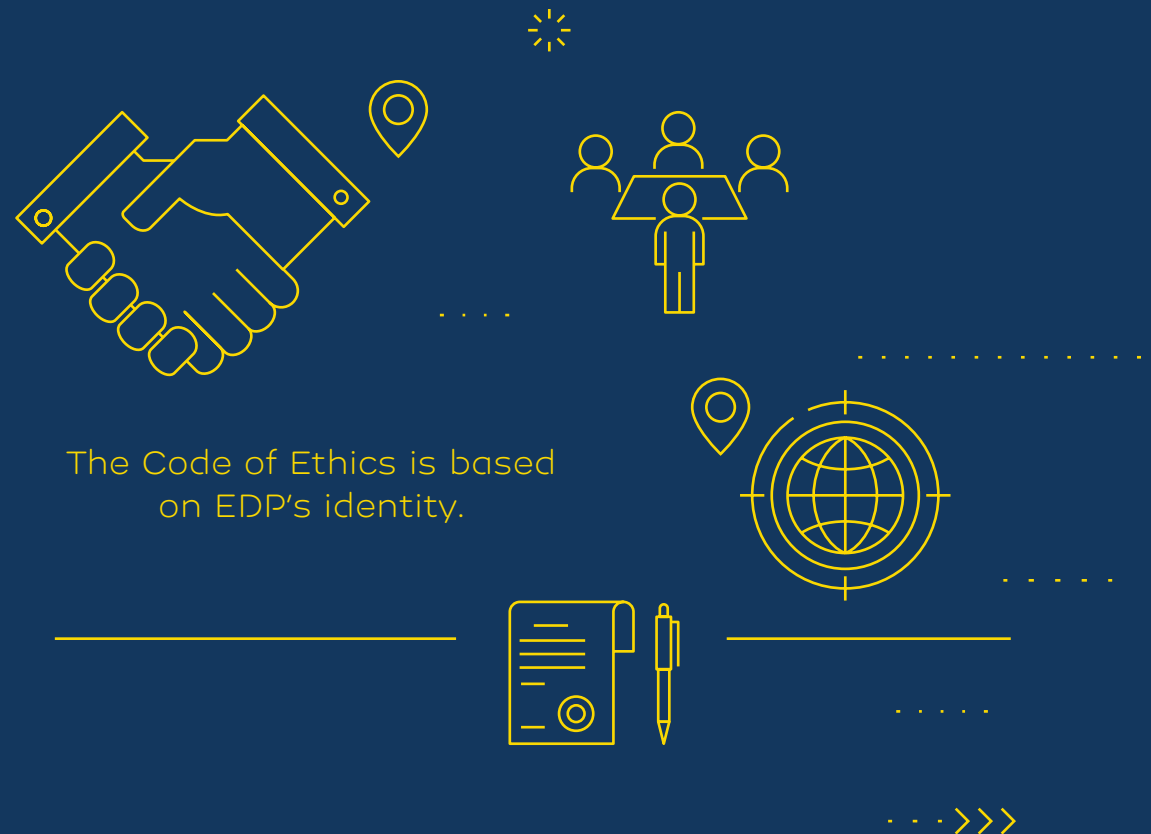 The Code of Ethics is based
on EDP's identity.